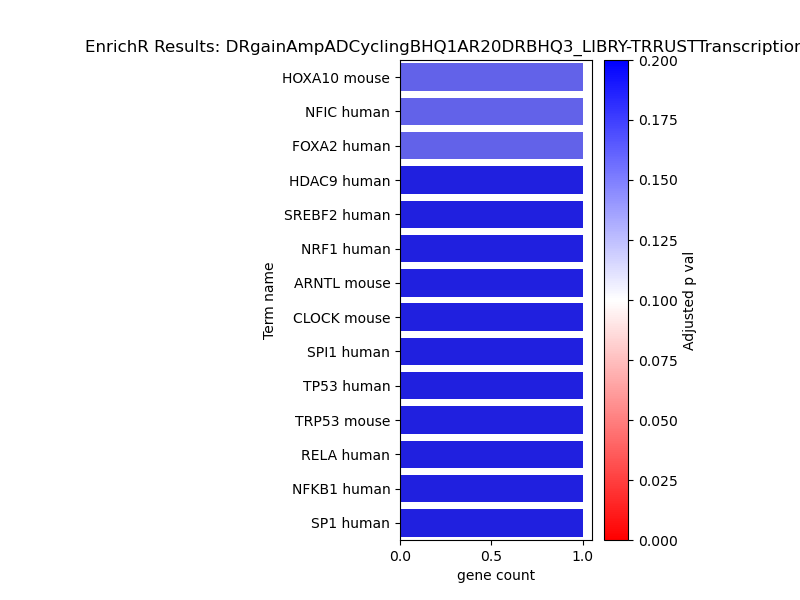 EnrichR Results: DRgainAmpADCyclingBHQ1AR20DRBHQ3_LIBRY-TRRUSTTranscription
HOXA10 mouse
NFIC human
FOXA2 human
HDAC9 human
SREBF2 human
NRF1 human
ARNTL mouse
CLOCK mouse
SPI1 human
TP53 human
TRP53 mouse
RELA human
NFKB1 human
SP1 human
Term name
0.0 0.5 1.0
gene count
0.200
0.175
0.150
0.125
0.100
0.075
0.050
0.025
0.000
Adjusted p val